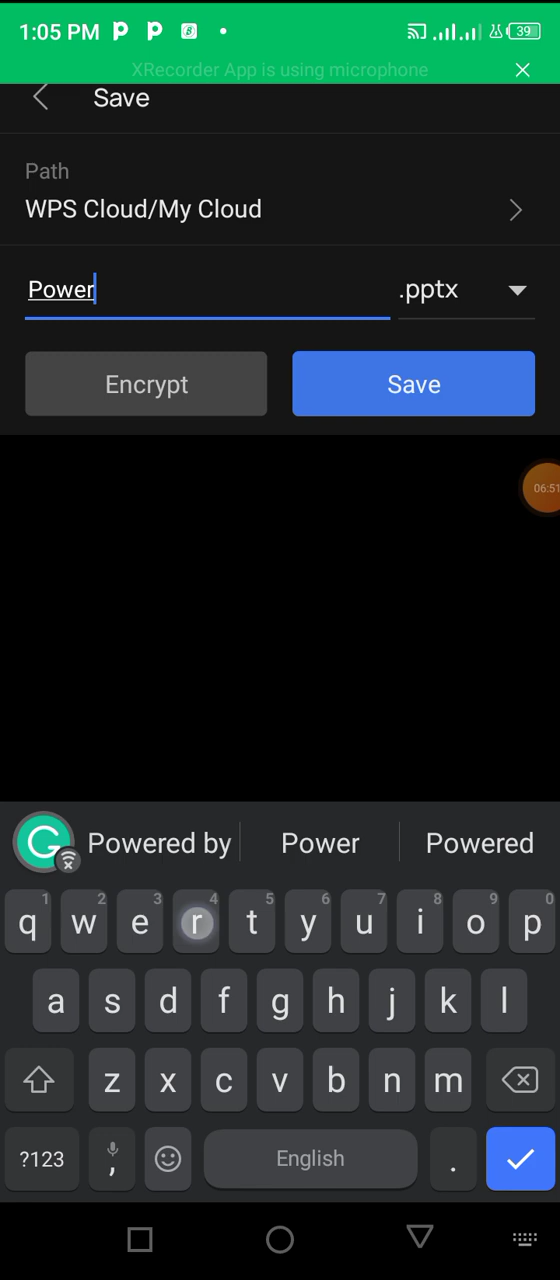 1:05 PM
39
XRecorder App is using microphone
Save
Path
WPS Cloud/My Cloud
Power
.pptx
Encrypt
Save
06:51
Powered by Power Powered
1 2 3 4 5 6 7 8 9 0
q w e r t y u i o p
a s d f g h j k l
z x c v b n m
?123 , English .